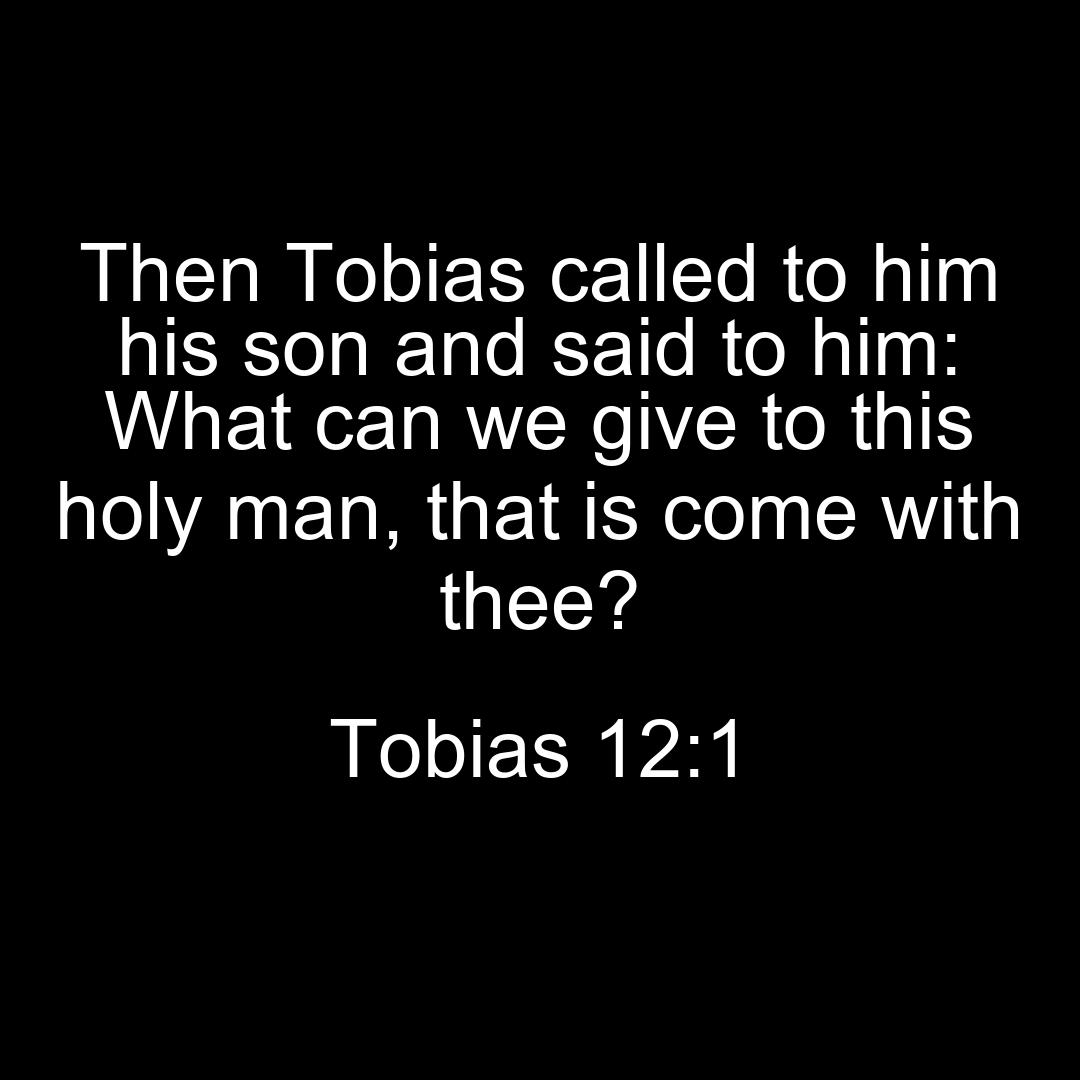 Then Tobias called to him
his son and said to him:
What can we give to this
holy man, that is come with
thee?
Tobias 12:1